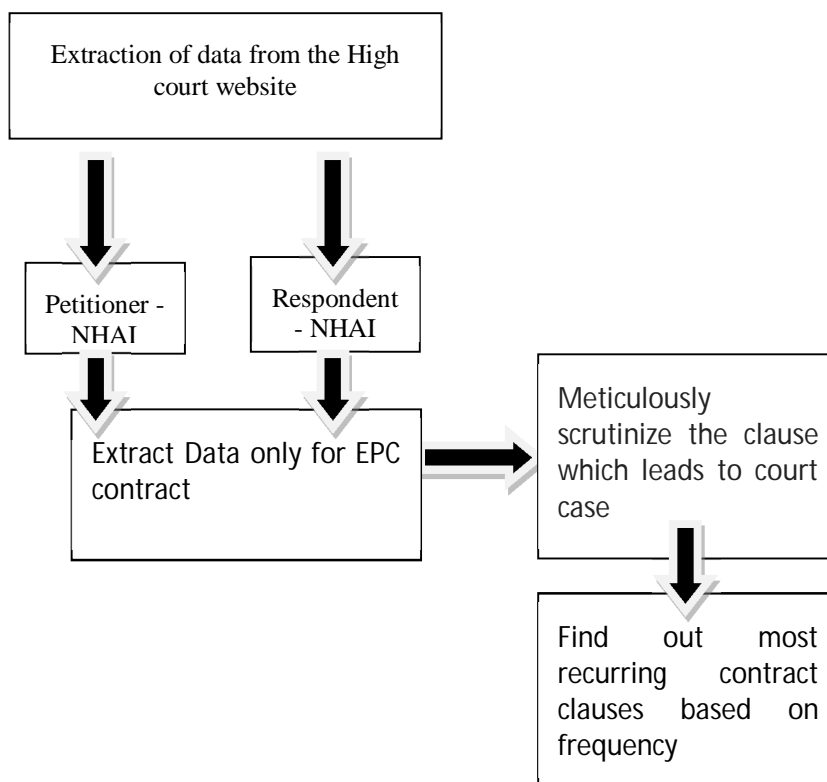 Extraction of data from the High
court website
Petitioner -
NHAI
Respondent
- NHAI
Extract Data only for EPC
contract
Meticulously
scrutinize the clause
which leads to court
case
Find out most
recurring contract
clauses based on
frequency